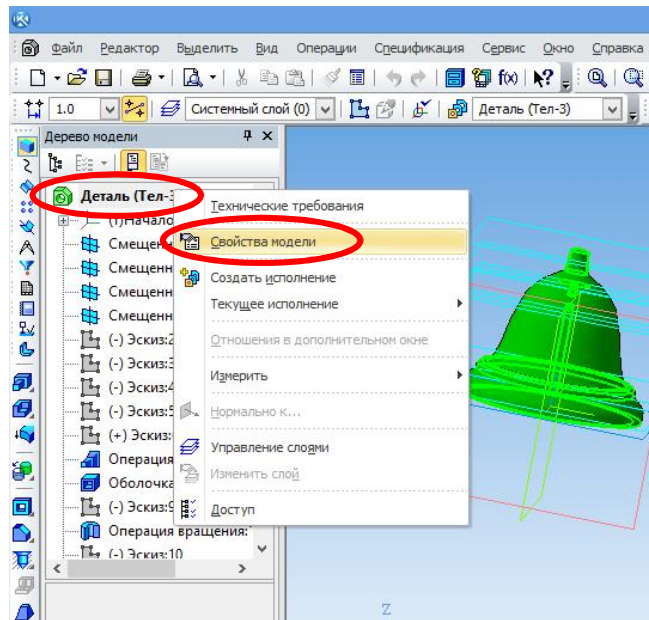 Файл Редактор Выделить Вид Операции Спецификация Сервис Окно Справка
1.0 Системный слой (0) Деталь (Тел-3)
Дерево модели
Деталь (Тел-3
(т)Начало
Смещенн
Смещенн
Смещенн
Смещенн
(-) Эскиз:2
(-) Эскиз:3
(-) Эскиз:4
(-) Эскиз:5
(+) Эскиз:
Операция
Оболочка
(-) Эскиз:9
Операция вращения:
(-) Эскиз:10
Технические требования
Свойства модели
Создать исполнение
Текущее исполнение
Отношения в дополнительном окне
Измерить
Нормально к...
Управление слоями
Изменить слой
Доступ
Z